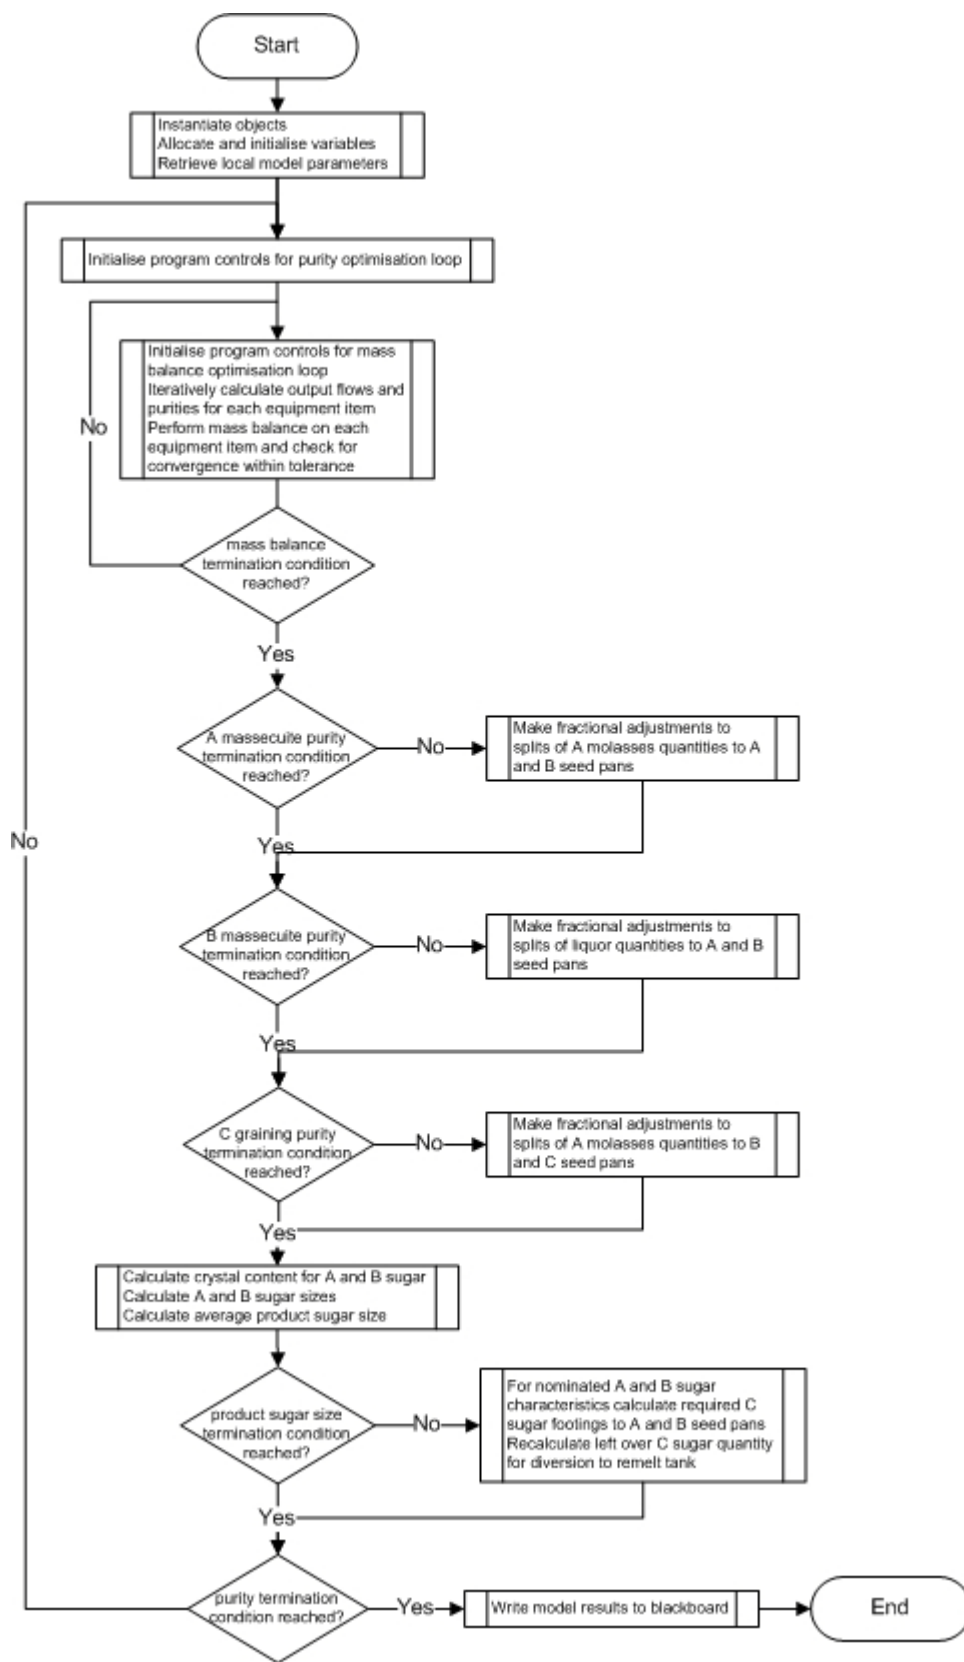 Start
Instantiate objects
Allocate and initialise variables
Retrieve local model parameters
Initialise program controls for purity optimisation loop
Initialise program controls for mass
balance optimisation loop
Iteratively calculate output flows and
purities for each equipment item
Perform mass balance on each
equipment item and check for
convergence within tolerance
No
mass balance
termination condition
reached?
Yes
A massecuite purity
termination condition
reached?
No
Make fractional adjustments to
splits of A molasses quantities to A
and B seed pans
No
Yes
B massecuite purity
termination condition
reached?
No
Make fractional adjustments to
splits of liquor quantities to A and B
seed pans
Yes
C graining purity
termination condition
reached?
No
Make fractional adjustments to
splits of A molasses quantities to B
and C seed pans
Yes
Calculate crystal content for A and B sugar
Calculate A and B sugar sizes
Calculate average product sugar size
product sugar size
termination condition
reached?
No
For nominated A and B sugar
characteristics calculate required C
sugar footings to A and B seed pans
Recalculate left over C sugar quantity
for diversion to remelt tank
Yes
purity termination
condition reached?
Yes
Write model results to blackboard
End